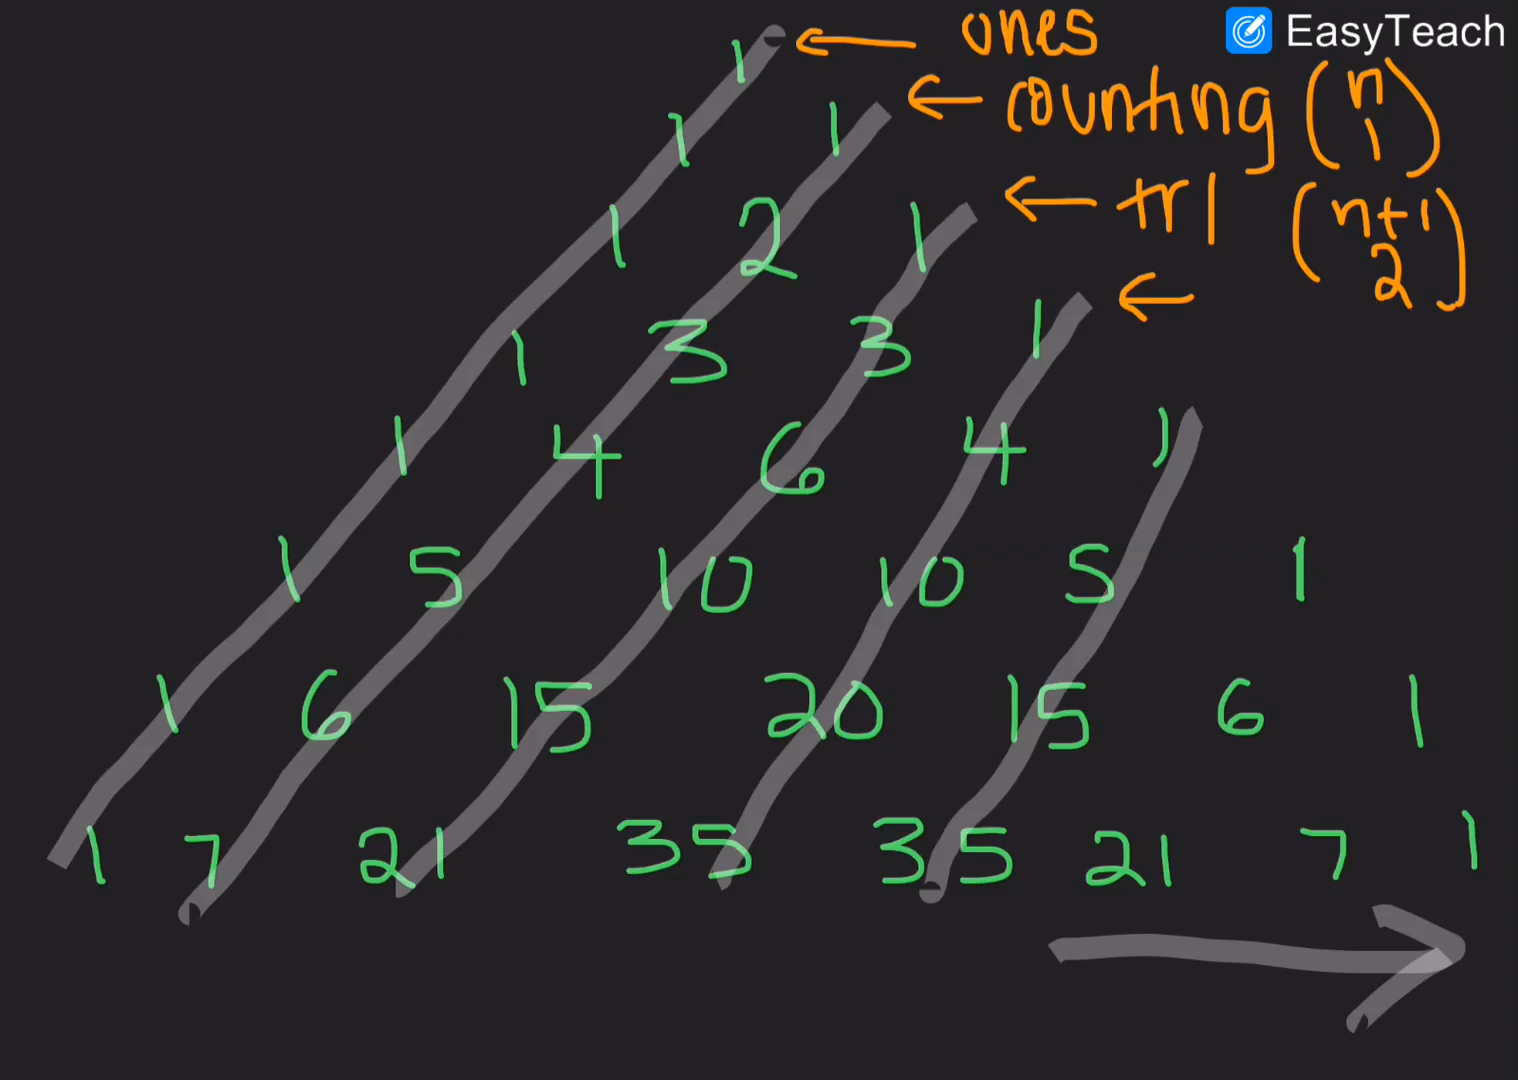 1 ← ones
EasyTeach
1 1 ← counting (n 1)
1 2 1 ← tri (n+1 2)
1 3 3 1 ←
1 4 6 4 1
1 5 10 10 5 1
1 6 15 20 15 6 1
1 7 21 35 35 21 7 1